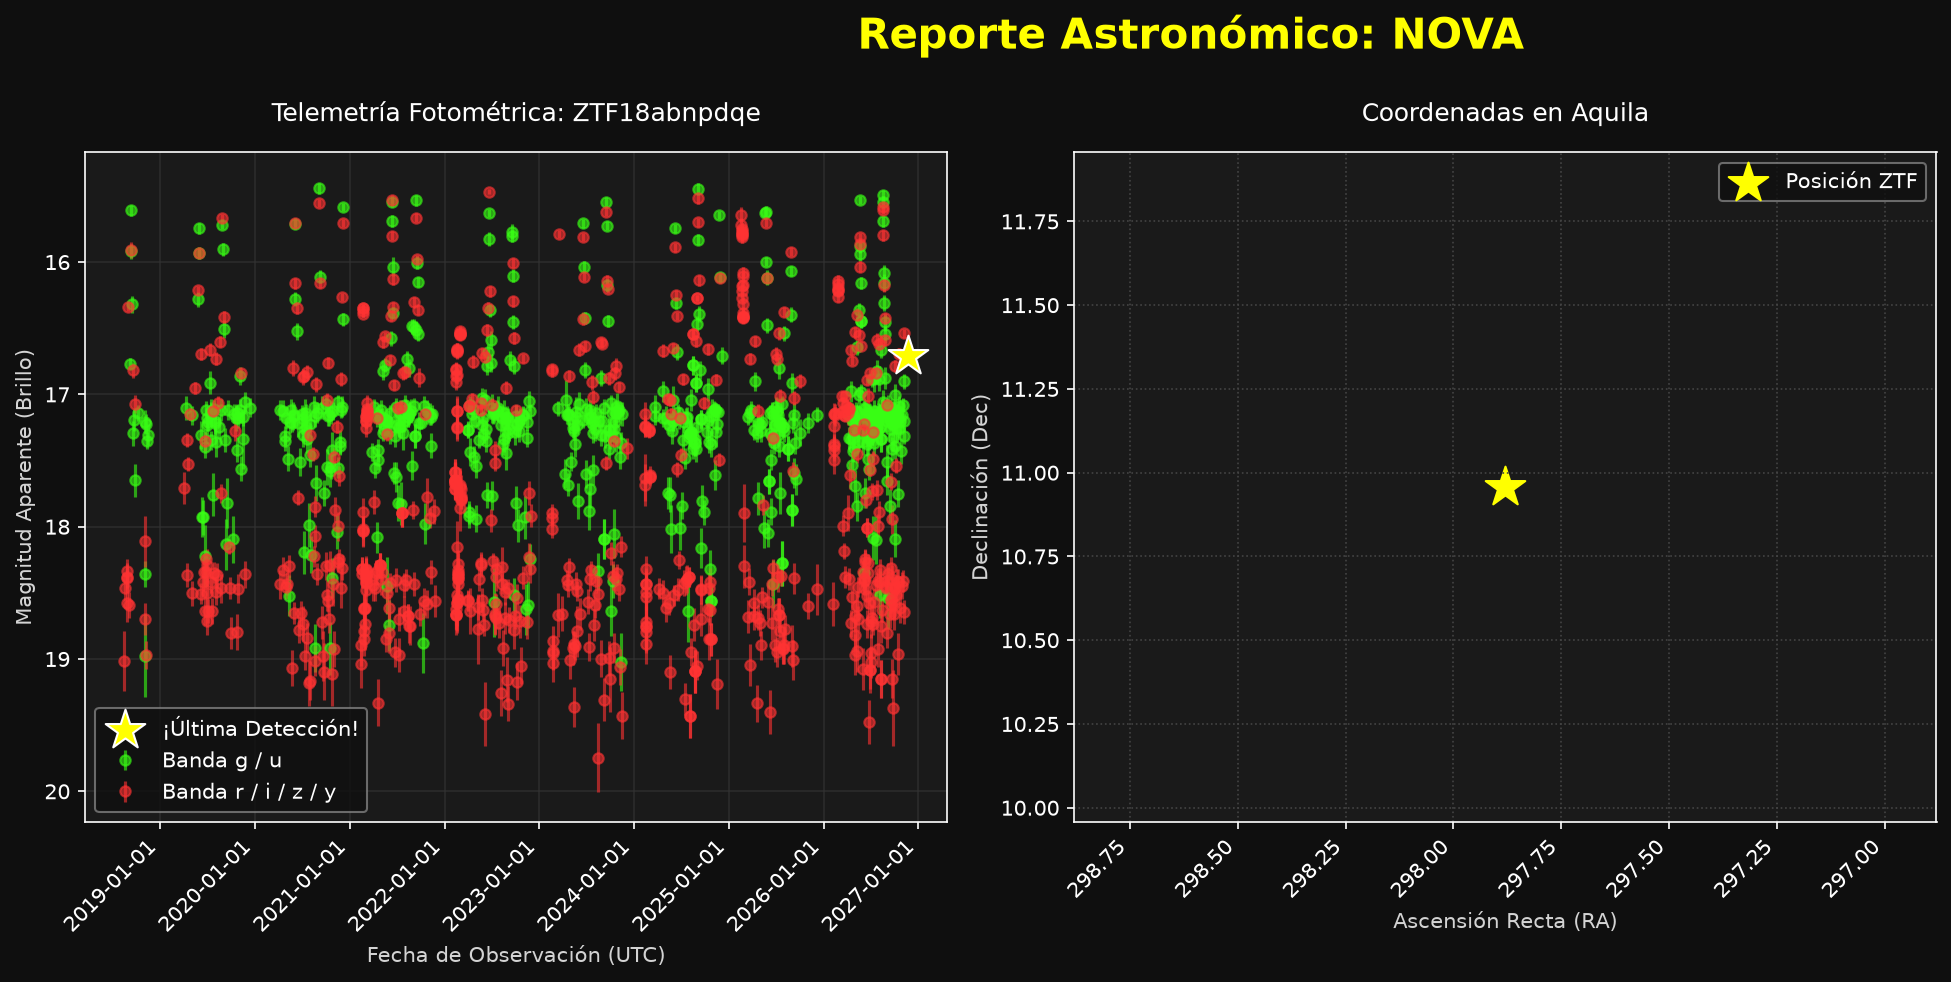 Reporte Astronómico: NOVA
Telemetría Fotométrica: ZTF18abnpdqe
Magnitud Aparente (Brillo)
16
17
18
19
20
¡Última Detección!
Banda g / u
Banda r / i / z / y
2019-01-01
2020-01-01
2021-01-01
2022-01-01
2023-01-01
2024-01-01
2025-01-01
2026-01-01
2027-01-01
Fecha de Observación (UTC)
Coordenadas en Aquila
Posición ZTF
Declinación (Dec)
11.75
11.50
11.25
11.00
10.75
10.50
10.25
10.00
298.75
298.50
298.25
298.00
297.75
297.50
297.25
297.00
Ascensión Recta (RA)